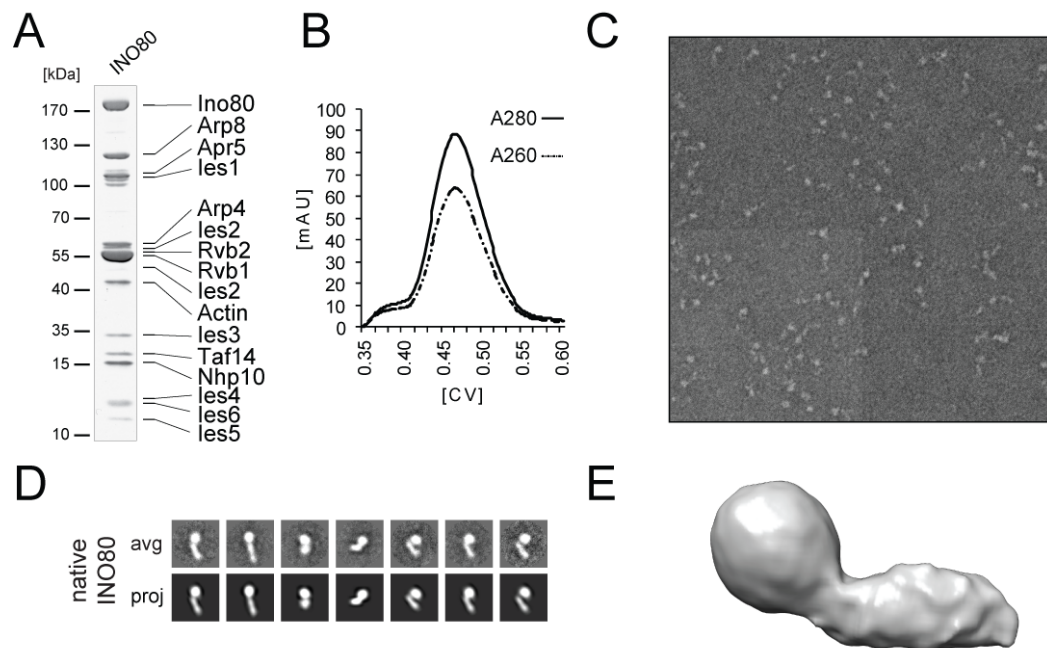 A
INO80
[kDa]
170
130
100
70
55
40
35
15
10
Ino80
Arp8
Apr5
Ies1
Arp4
Ies2
Rvb2
Rvb1
Ies2
Actin
Ies3
Taf14
Nhp10
Ies4
Ies6
Ies5
B
A280
A260
[mAU]
100
90
80
70
60
50
40
30
20
10
0
0.35
0.40
0.45
0.50
0.55
0.60
[CV]
C
D
native
INO80
avg
proj
E